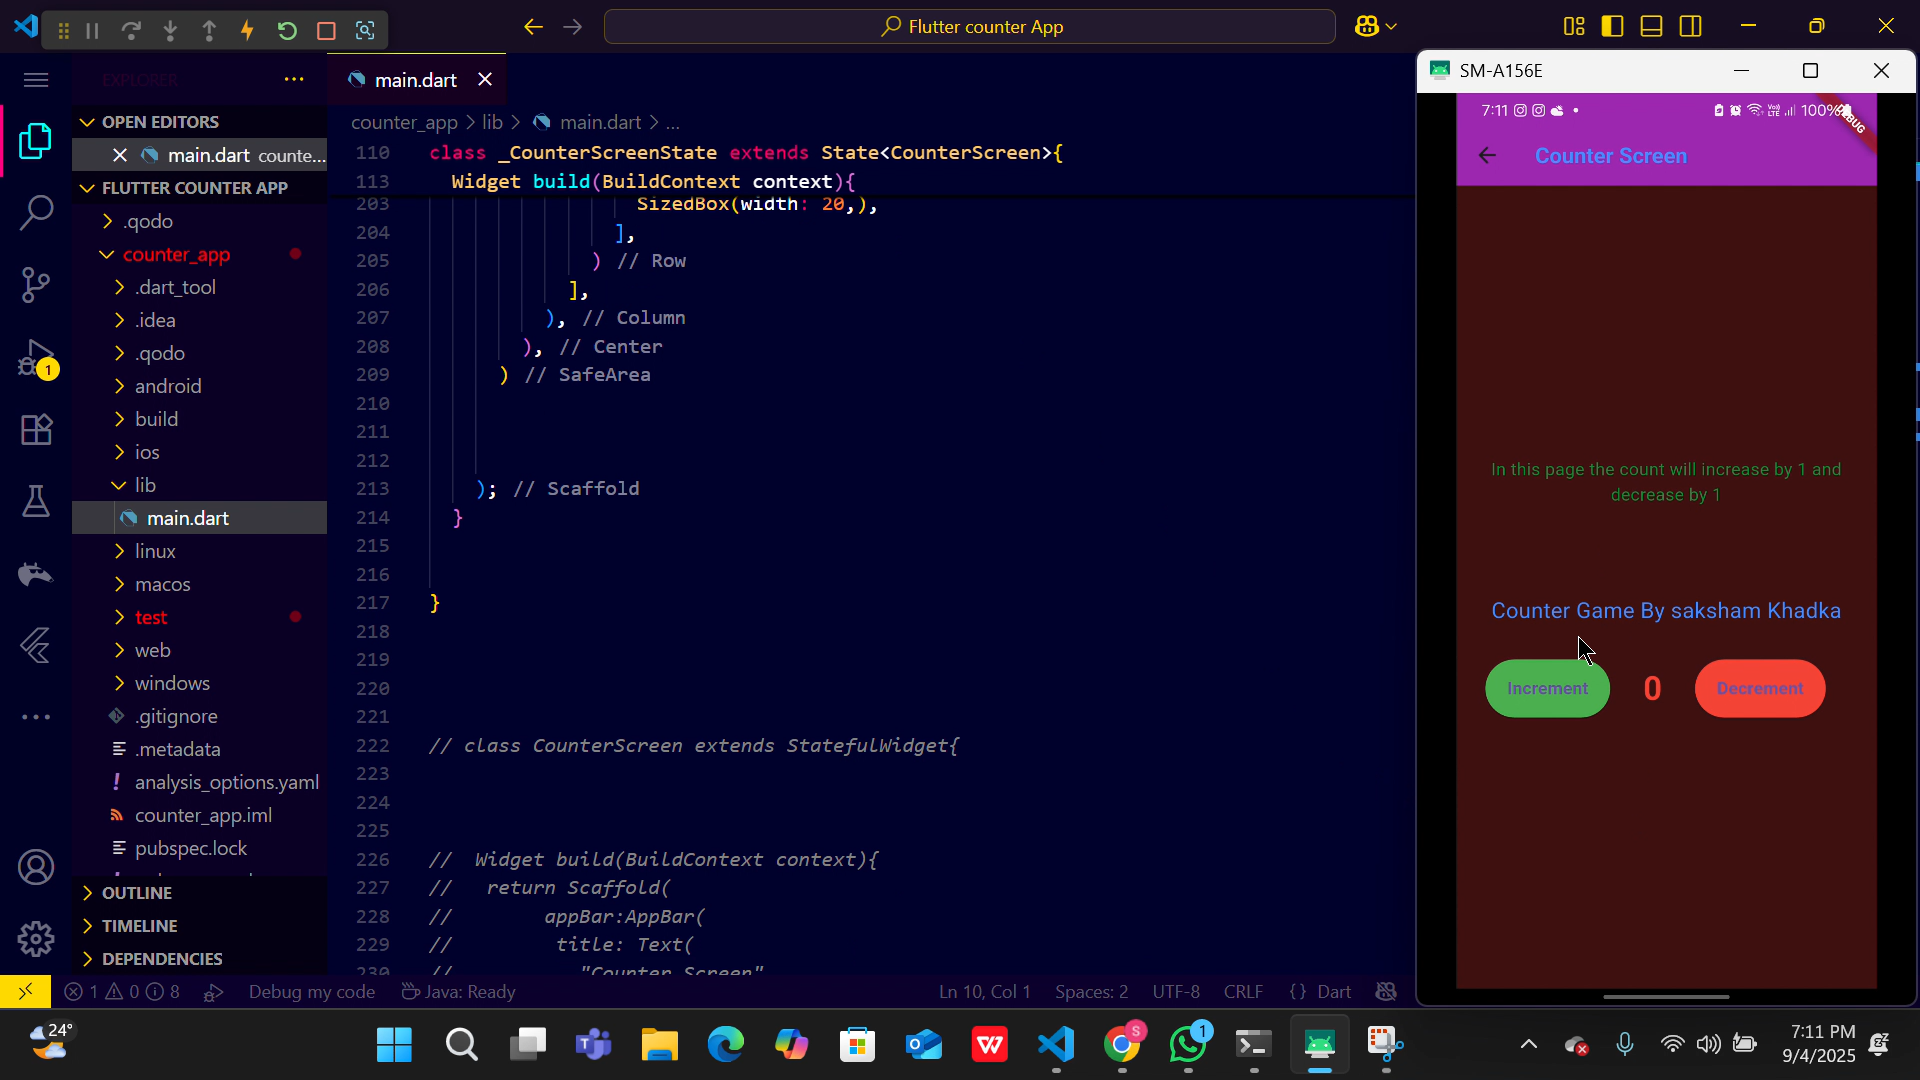 Flutter counter App
EXPLORER
main.dart
OPEN EDITORS
main.dart counte...
FLUTTER COUNTER APP
.qodo
counter_app
.dart_tool
.idea
.qodo
android
build
ios
lib
main.dart
linux
macos
test
web
windows
.gitignore
.metadata
analysis_options.yaml
counter_app.iml
pubspec.lock
OUTLINE
TIMELINE
DEPENDENCIES
1
counter_app > lib > main.dart > ...
110 class _CounterScreenState extends State<CounterScreen>{
113 Widget build(BuildContext context){
203 SizedBox(width: 20,),
204 ],
205 ) // Row
206 ],
207 ), // Column
208 ), // Center
209 ) // SafeArea
210
211
212
213 ); // Scaffold
214 }
215
216
217 }
218
219
220
221
222 // class CounterScreen extends StatefulWidget{
223
224
225
226 // Widget build(BuildContext context){
227 // return Scaffold(
228 // appBar:AppBar(
229 // title: Text(
230 // "Counter Screen"
1 0 8 Debug my code Java: Ready
Ln 10, Col 1 Spaces: 2 UTF-8 CRLF {} Dart
SM-A156E
7:11 100%
DEBUG
Counter Screen
In this page the count will increase by 1 and
decrease by 1
Counter Game By saksham Khadka
Increment 0 Decrement
24°
S
1
7:11 PM
9/4/2025